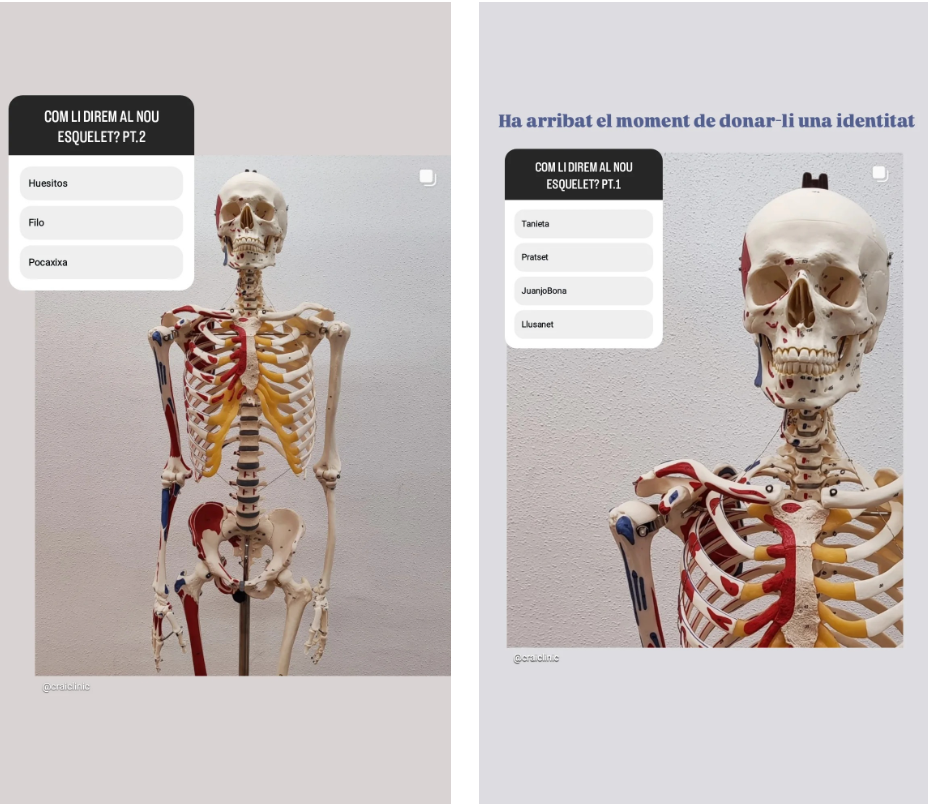 COM LI DIREM AL NOU
ESQUELET? PT.2
Huesitos
Filo
Pocaxixa
@craiclinic
Ha arribat el moment de donar-li una identitat
COM LI DIREM AL NOU
ESQUELET? PT.1
Tanieta
Pratset
JuanjoBona
Llusanet
@craiclinic